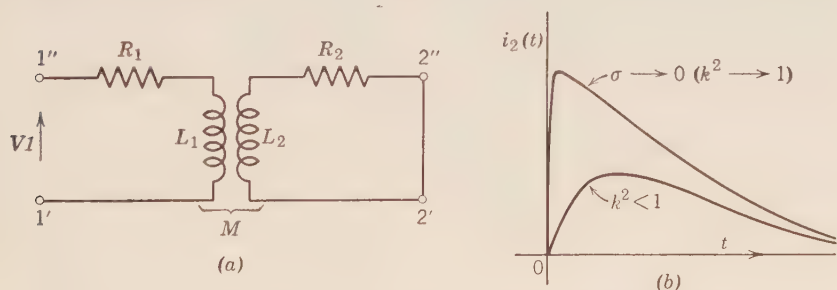 1″
R₁
R₂
2″
V1
L₁
L₂
1′
M
2′
(a)
i₂(t)
σ → 0 (k² → 1)
k² < 1
t
0
(b)